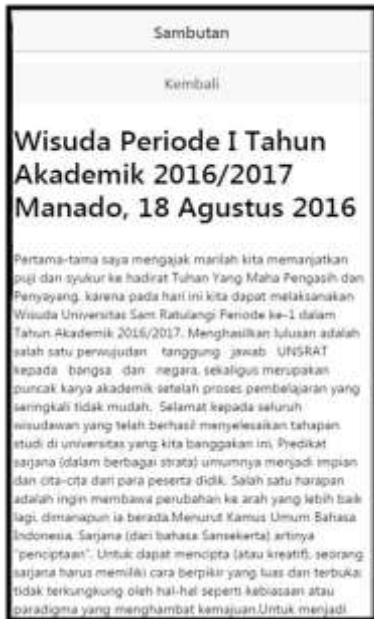 Sambutan
Kembali
Wisuda Periode I Tahun
Akademik 2016/2017
Manado, 18 Agustus 2016
Pertama-tama saya mengajak marilah kita memanjatkan
puji dan syukur ke hadirat Tuhan Yang Maha Pengasih dan
Penyayang, karena pada hari ini kita dapat melaksanakan
Wisuda Universitas Sam Ratulangi Periode ke-1 dalam
Tahun Akademik 2016/2017. Menghasilkan lulusan adalah
salah satu perwujudan tanggung jawab UNSRAT
kepada bangsa dan negara, sekaligus merupakan
puncak karya akademik setelah proses pembelajaran yang
seringkali tidak mudah. Selamat kepada seluruh
wisudawan yang telah berhasil menyelesaikan tahapan
studi di universitas yang kita banggakan ini. Predikat
sarjana (dalam berbagai strata) umumnya menjadi impian
dan cita-cita dari para peserta didik. Salah satu harapan
adalah ingin membawa perubahan ke arah yang lebih baik
lagi, dimanapun ia berada.Menurut Kamus Umum Bahasa
Indonesia, Sarjana (dari bahasa Sansekerta) artinya
"penciptaan". Untuk dapat mencipta (atau kreatif), seorang
sarjana harus memiliki cara berpikir yang luas dan terbuka;
tidak terkungkung oleh hal-hal seperti kebiasaan atau
paradigma yang menghambat kemajuan.Untuk menjadi